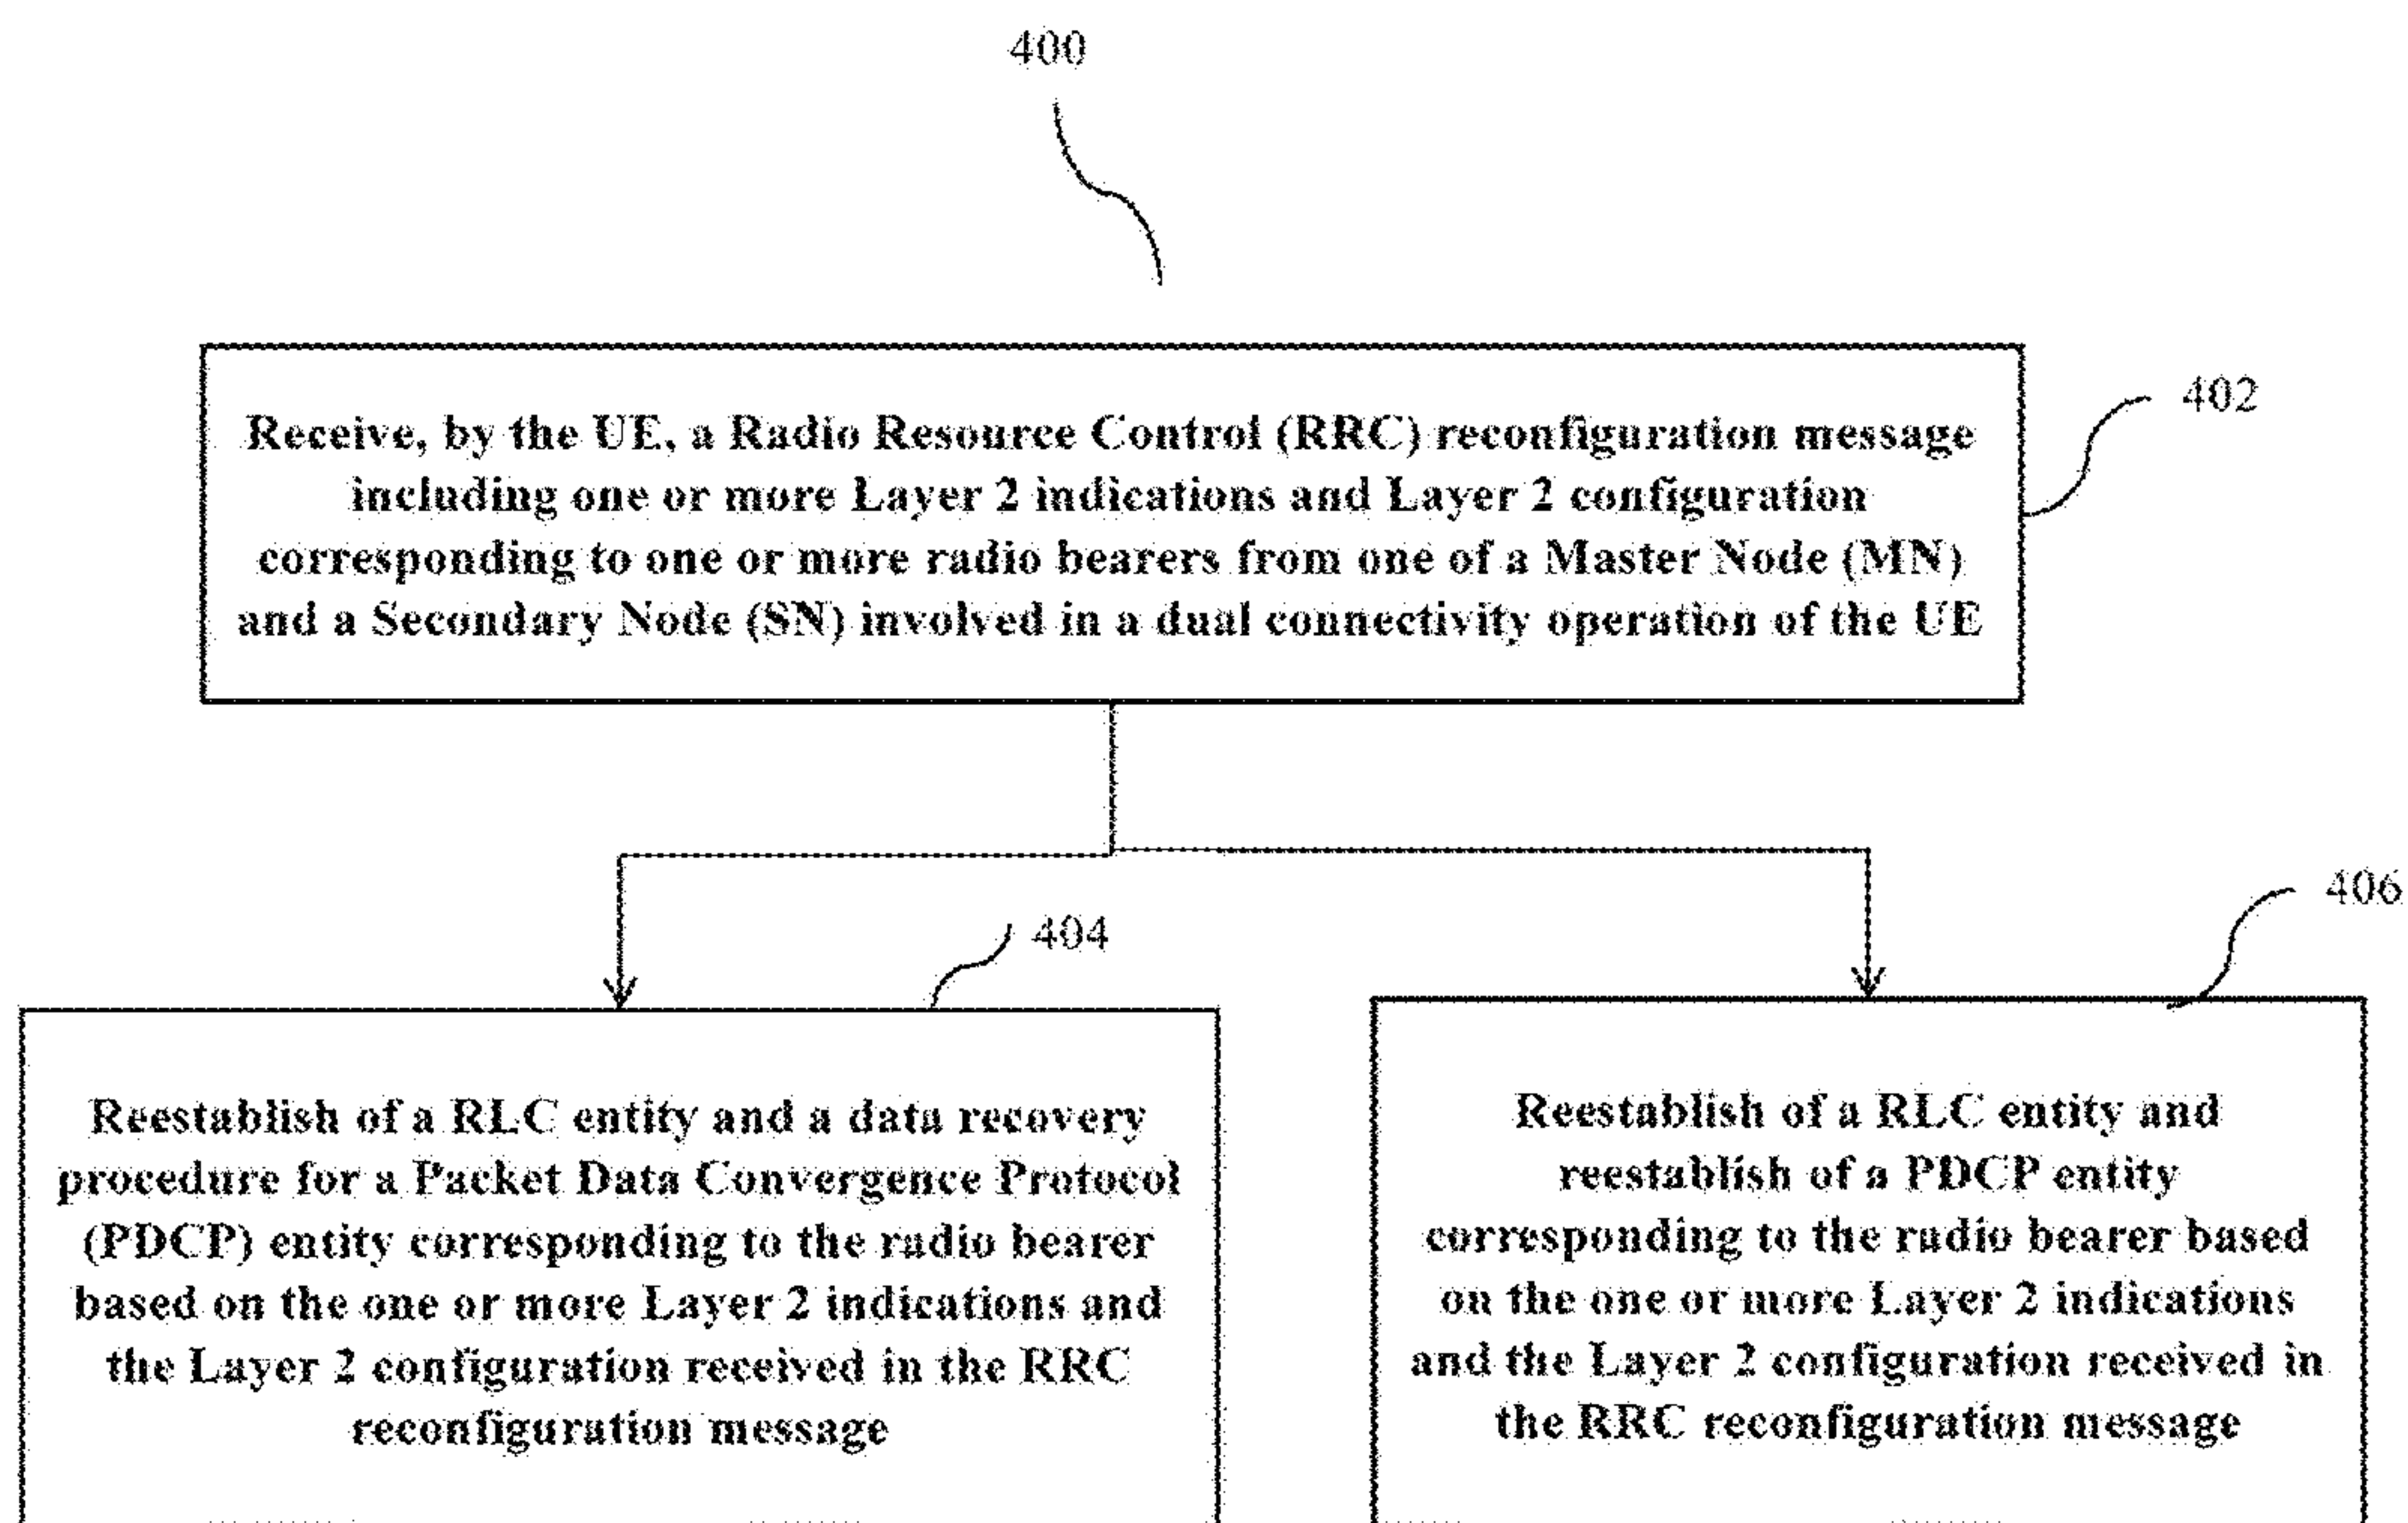 400
Receive, by the UE, a Radio Resource Control (RRC) reconfiguration message
including one or more Layer 2 indications and Layer 2 configuration
corresponding to one or more radio bearers from one of a Master Node (MN)
and a Secondary Node (SN) involved in a dual connectivity operation of the UE
402
404
Reestablish of a RLC entity and a data recovery
procedure for a Packet Data Convergence Protocol
(PDCP) entity corresponding to the radio bearer
based on the one or more Layer 2 indications and
the Layer 2 configuration received in the RRC
reconfiguration message
406
Reestablish of a RLC entity and
reestablish of a PDCP entity
corresponding to the radio bearer based
on the one or more Layer 2 indications
and the Layer 2 configuration received in
the RRC reconfiguration message